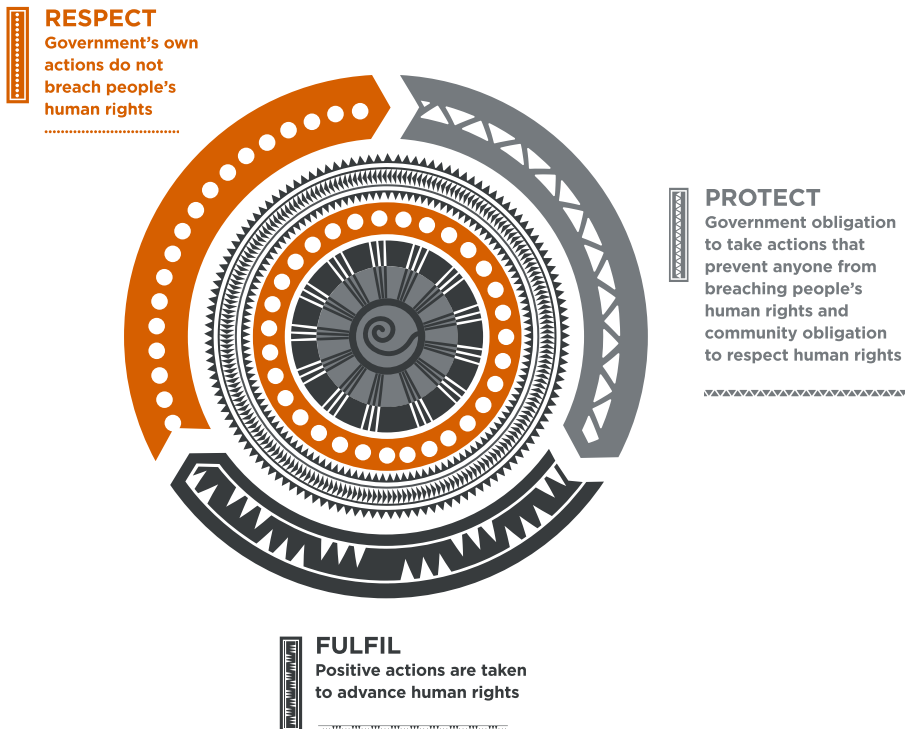 RESPECT
Government’s own
actions do not
breach people’s
human rights
PROTECT
Government obligation
to take actions that
prevent anyone from
breaching people’s
human rights and
community obligation
to respect human rights
FULFIL
Positive actions are taken
to advance human rights